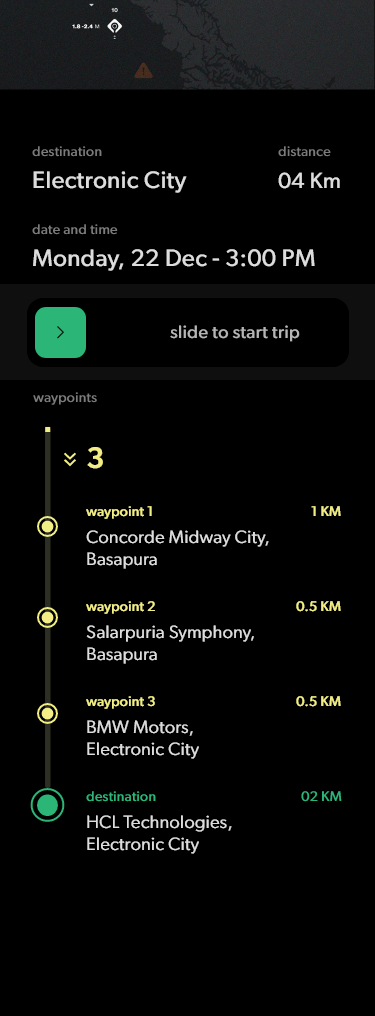 10
1.8 -2.4 M
destination
distance
Electronic City
04 Km
date and time
Monday, 22 Dec - 3:00 PM
slide to start trip
waypoints
3
waypoint 1
1 KM
Concorde Midway City,
Basapura
waypoint 2
0.5 KM
Salarpuria Symphony,
Basapura
waypoint 3
0.5 KM
BMW Motors,
Electronic City
destination
02 KM
HCL Technologies,
Electronic City